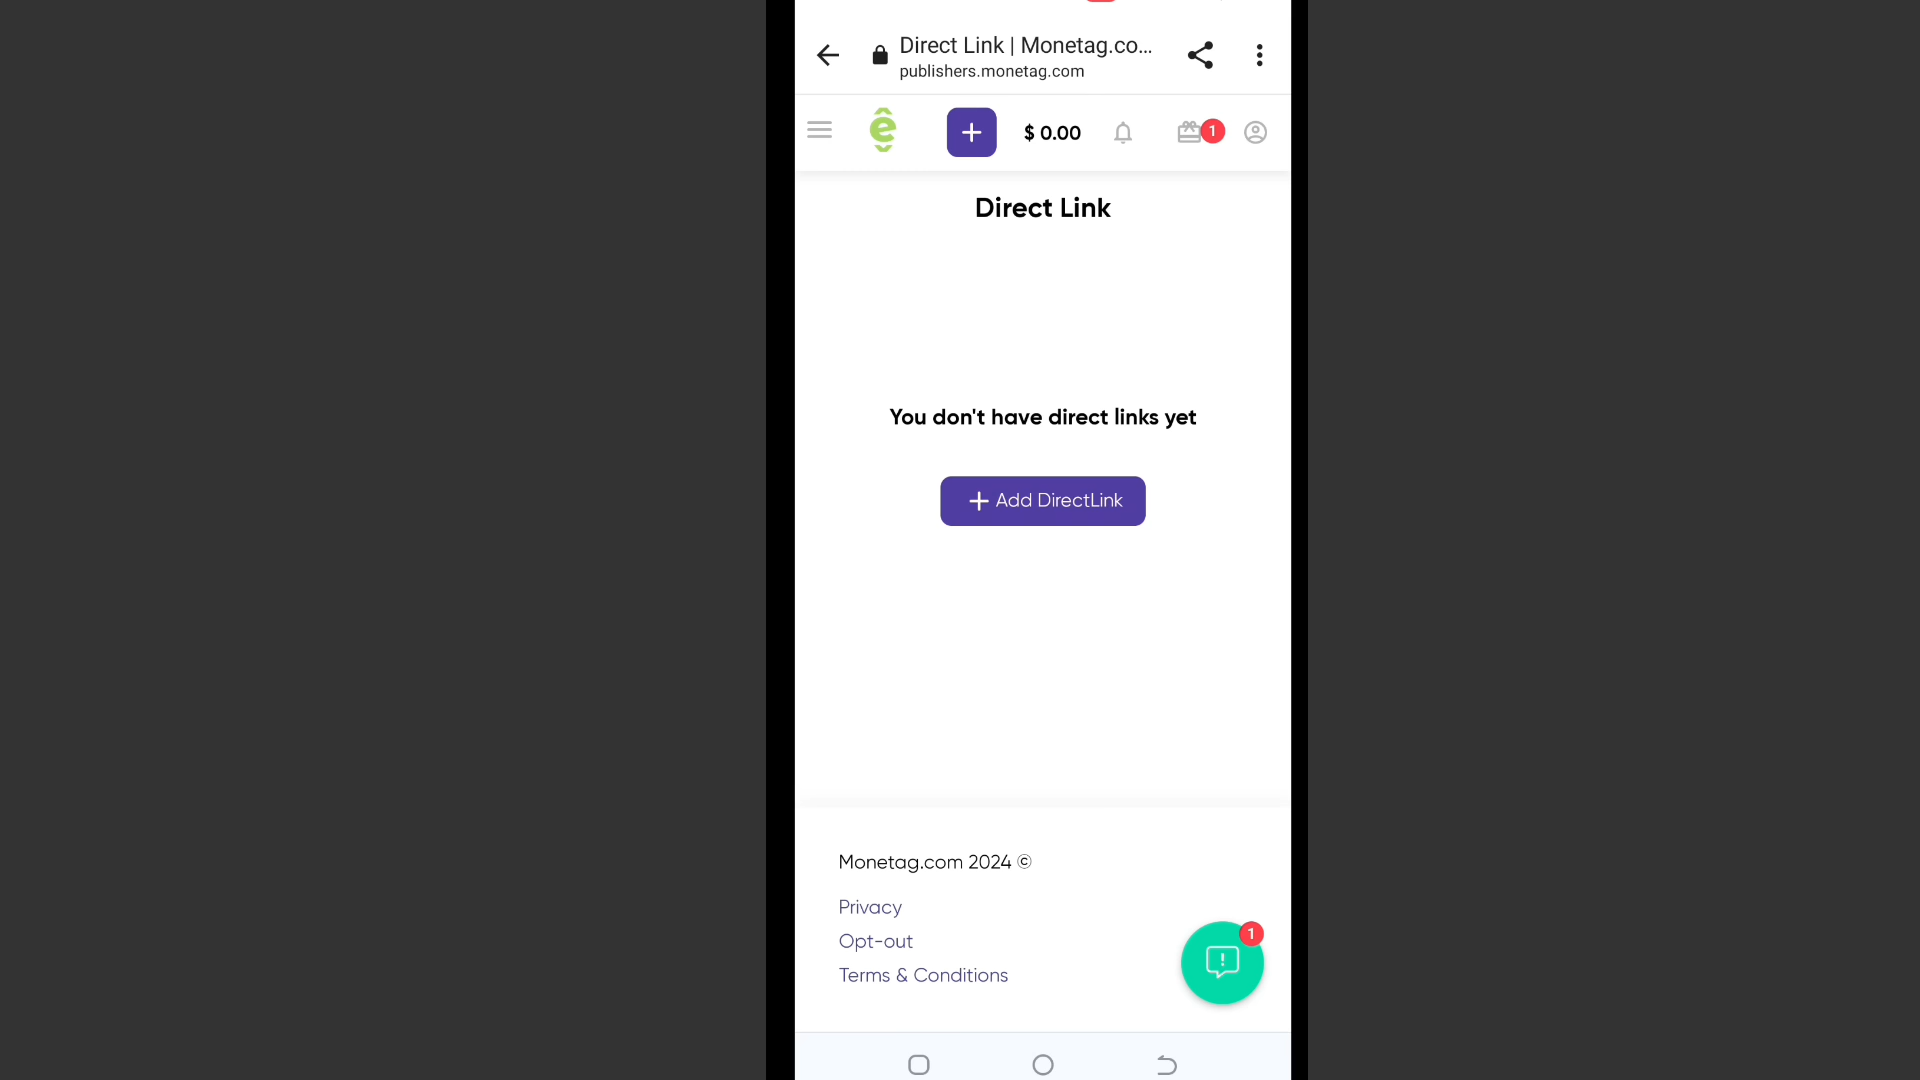 Direct Link | Monetag.co...
publishers.monetag.com
$ 0.00
1
Direct Link
You don't have direct links yet
+ Add DirectLink
Monetag.com 2024 ©
Privacy
Opt-out
Terms & Conditions
1